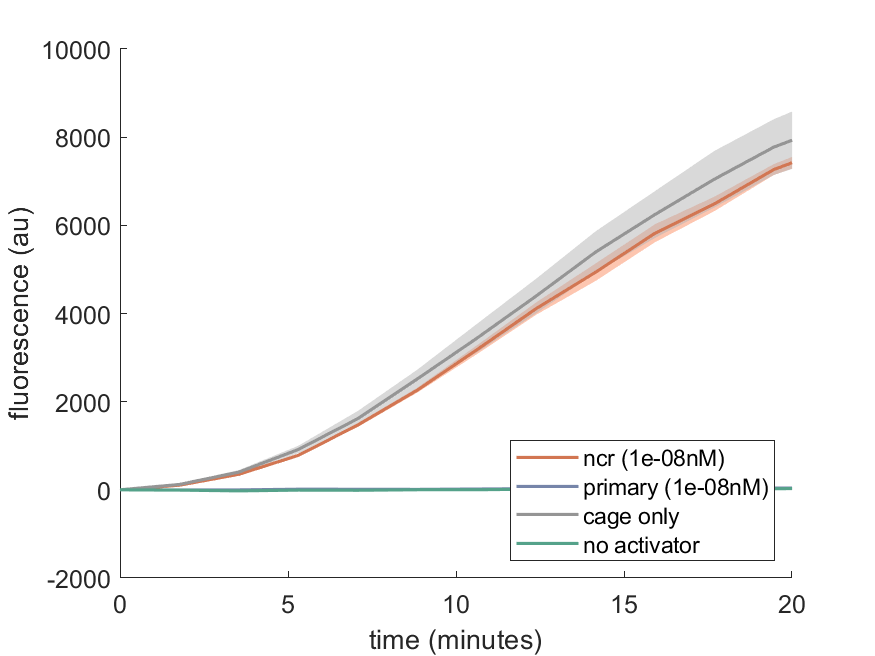 10000
8000
6000
4000
2000
0
-2000
fluorescence (au)
0
5
10
15
20
time (minutes)
ncr (1e-08nM)
primary (1e-08nM)
cage only
no activator